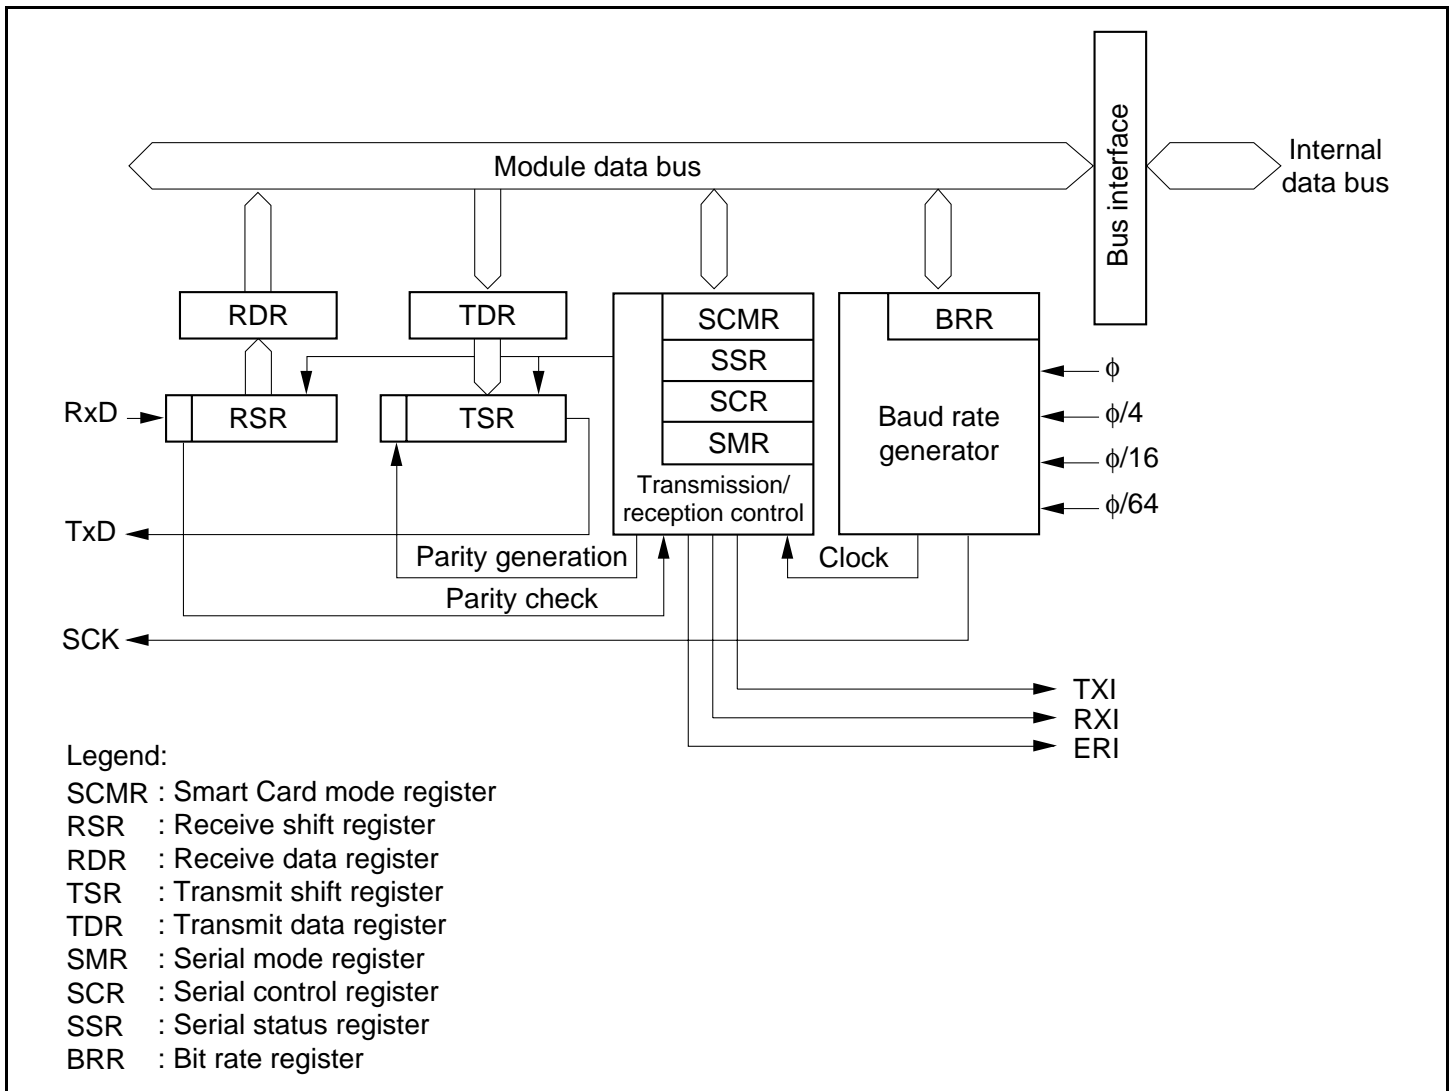 Module data bus
Bus interface
Internal
data bus
RDR
TDR
SCMR
BRR
SSR
SCR
SMR
RxD
RSR
TSR
Baud rate
generator
ϕ
ϕ/4
ϕ/16
ϕ/64
Transmission/
reception control
TxD
Parity generation
Clock
Parity check
SCK
TXI
RXI
ERI
Legend:
SCMR : Smart Card mode register
RSR : Receive shift register
RDR : Receive data register
TSR : Transmit shift register
TDR : Transmit data register
SMR : Serial mode register
SCR : Serial control register
SSR : Serial status register
BRR : Bit rate register